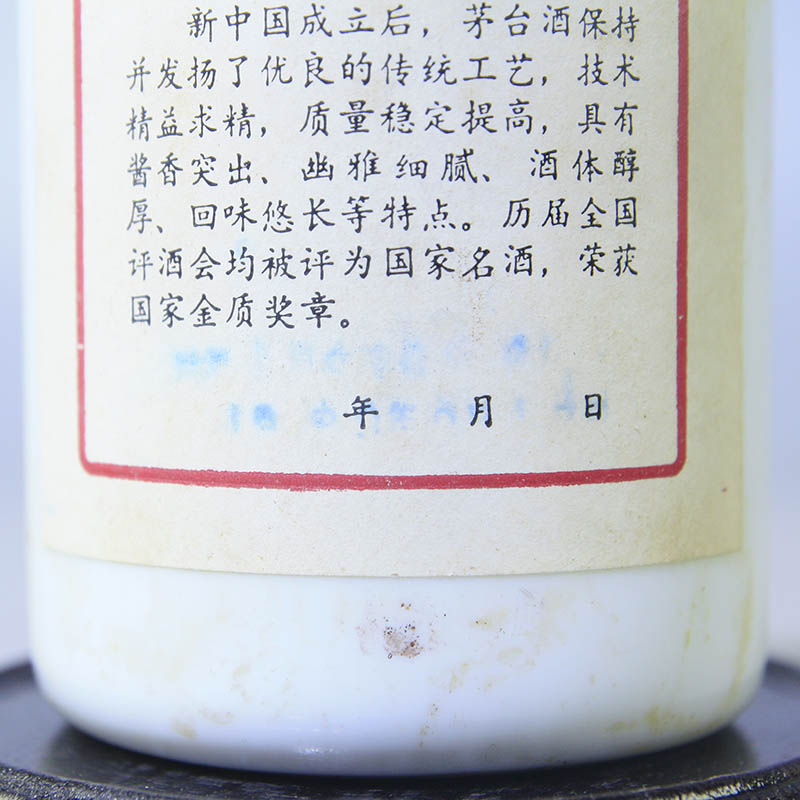 新中国成立后，茅台酒保持
并发扬了优良的传统工艺，技术
精益求精，质量稳定提高，具有
酱香突出、幽雅细腻、酒体醇
厚、回味悠长等特点。历届全国
评酒会均被评为国家名酒，荣获
国家金质奖章。
年 月 日